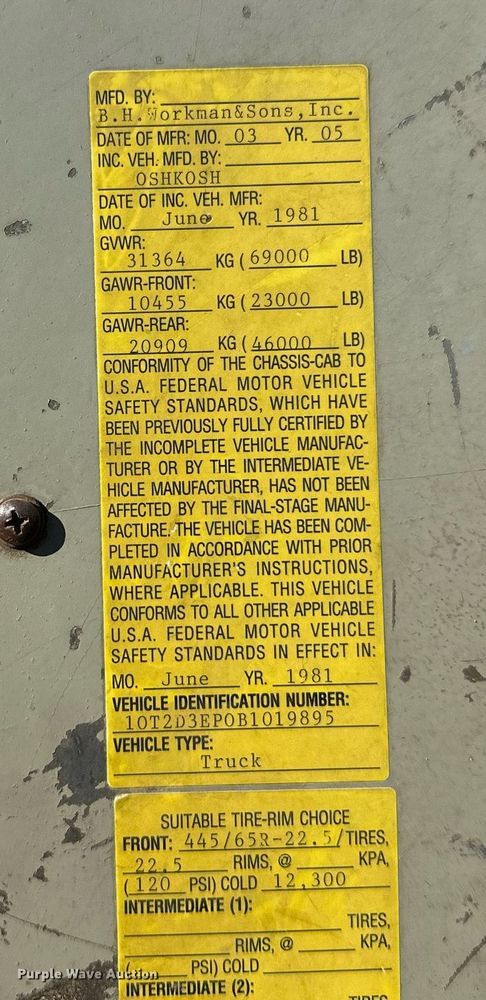 MFD. BY:
B.H.Workman&Sons,Inc.
DATE OF MFR: MO. 03 YR. 05
INC. VEH. MFD. BY:
OSHKOSH
DATE OF INC. VEH. MFR:
MO. June YR. 1981
GVWR:
31364 KG (69000 LB)
GAWR-FRONT:
10455 KG (23000 LB)
GAWR-REAR:
20909 KG (46000 LB)
CONFORMITY OF THE CHASSIS-CAB TO
U.S.A. FEDERAL MOTOR VEHICLE
SAFETY STANDARDS, WHICH HAVE
BEEN PREVIOUSLY FULLY CERTIFIED BY
THE INCOMPLETE VEHICLE MANUFAC-
TURER OR BY THE INTERMEDIATE VE-
HICLE MANUFACTURER, HAS NOT BEEN
AFFECTED BY THE FINAL-STAGE MANU-
FACTURE. THE VEHICLE HAS BEEN COM-
PLETED IN ACCORDANCE WITH PRIOR
MANUFACTURER'S INSTRUCTIONS,
WHERE APPLICABLE. THIS VEHICLE
CONFORMS TO ALL OTHER APPLICABLE
U.S.A. FEDERAL MOTOR VEHICLE
SAFETY STANDARDS IN EFFECT IN:
MO. June YR. 1981
VEHICLE IDENTIFICATION NUMBER:
10T2D3EP0B1019895
VEHICLE TYPE:
Truck
SUITABLE TIRE-RIM CHOICE
FRONT: 445/65R-22.5/TIRES,
22.5 RIMS, @ KPA,
(120 PSI) COLD 12,300
INTERMEDIATE (1):
TIRES,
RIMS, @ KPA,
( PSI) COLD
INTERMEDIATE (2):
TIRES
Purple Wave Auction